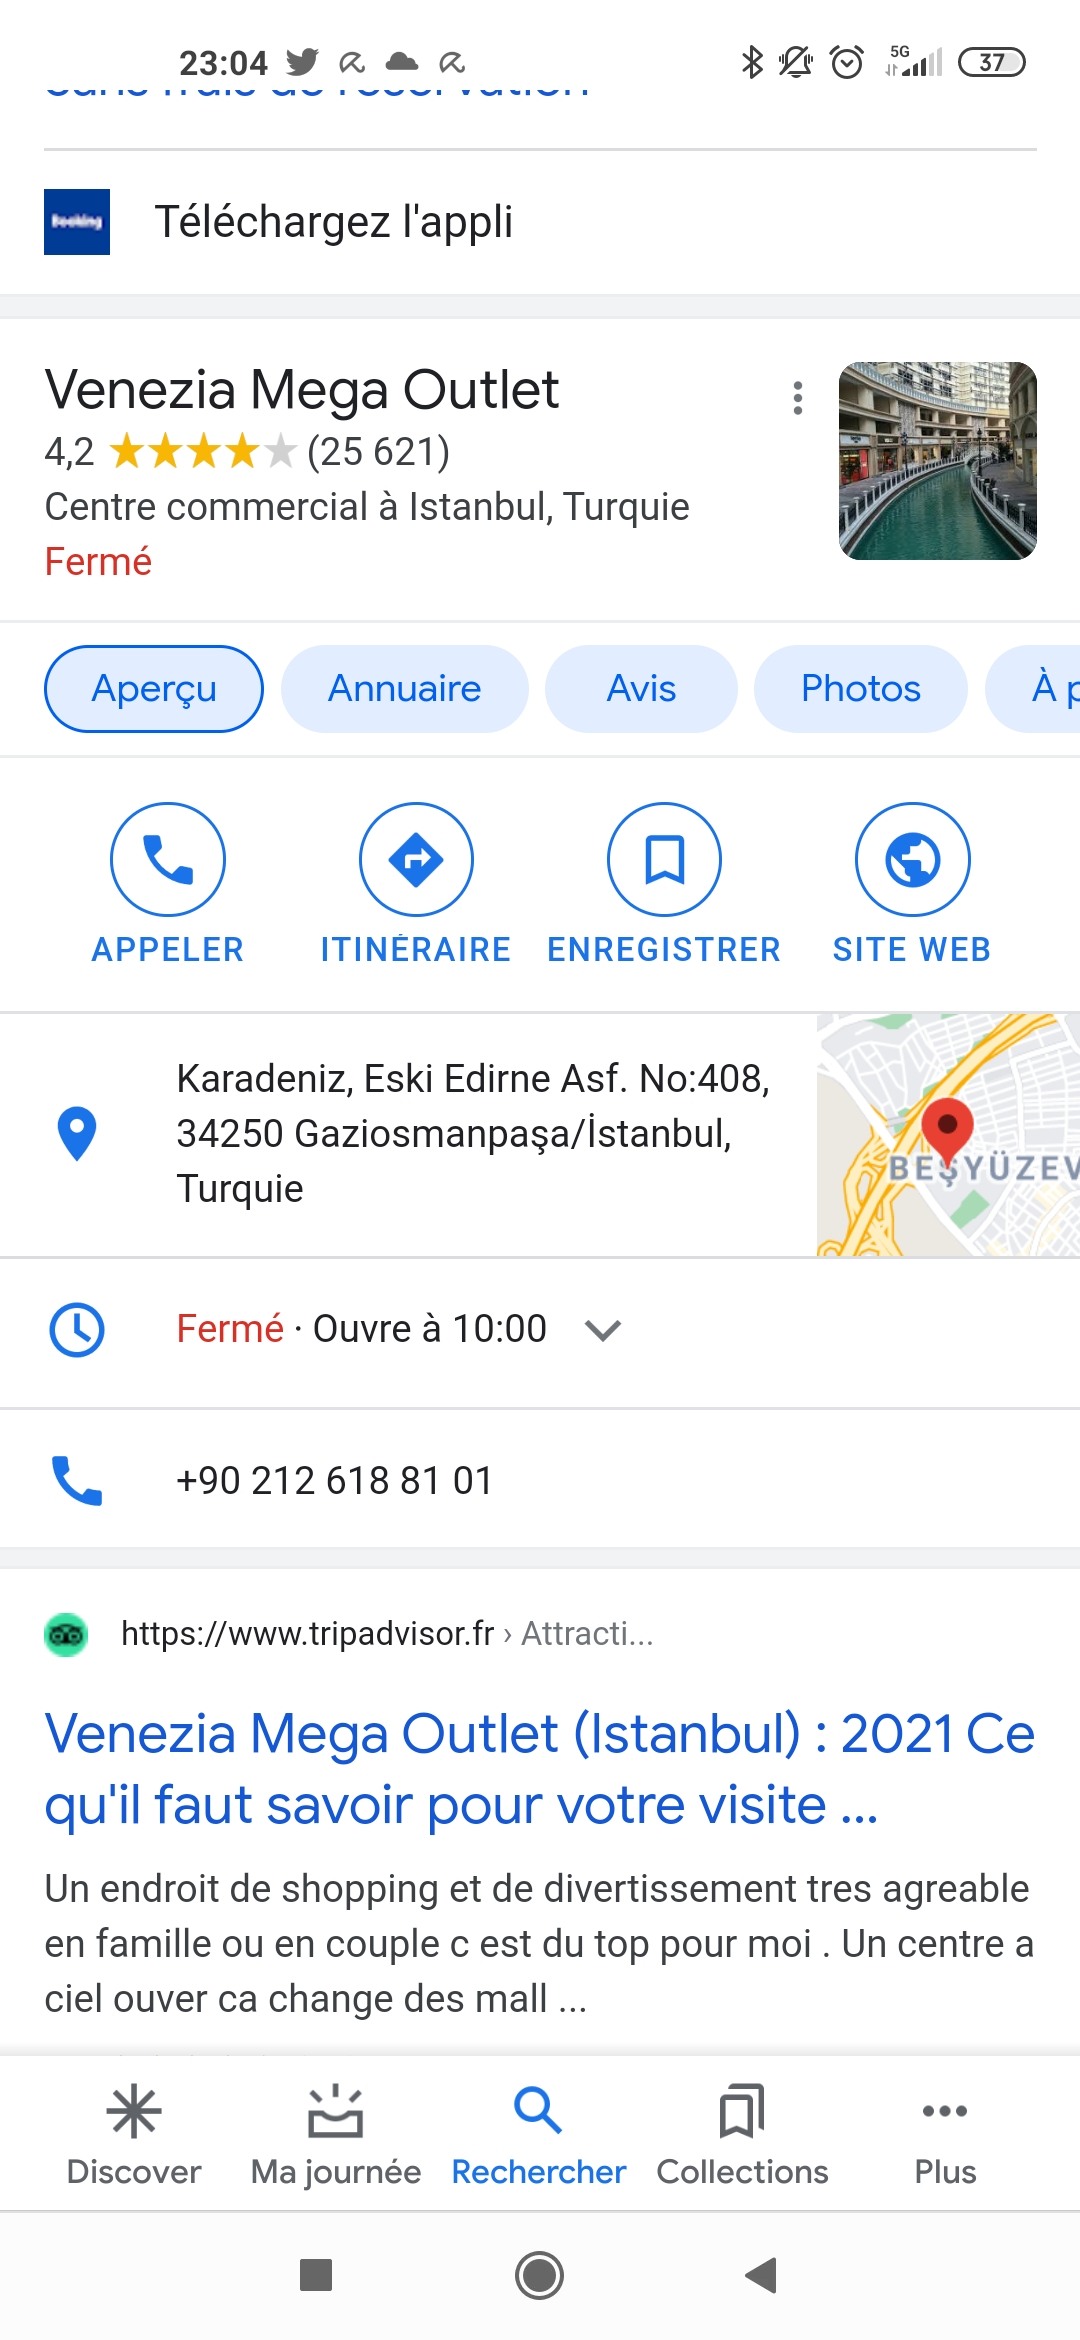 23:04
5G
37
sans frais de réservation
Booking
Téléchargez l'appli
Venezia Mega Outlet
4,2 (25 621)
Centre commercial à Istanbul, Turquie
Fermé
Aperçu Annuaire Avis Photos À p
APPELER ITINÉRAIRE ENREGISTRER SITE WEB
Karadeniz, Eski Edirne Asf. No:408,
34250 Gaziosmanpaşa/İstanbul,
Turquie
BEŞYÜZEV
Fermé · Ouvre à 10:00
+90 212 618 81 01
https://www.tripadvisor.fr › Attracti...
Venezia Mega Outlet (Istanbul) : 2021 Ce
qu'il faut savoir pour votre visite ...
Un endroit de shopping et de divertissement tres agreable
en famille ou en couple c est du top pour moi . Un centre a
ciel ouver ca change des mall ...
Discover Ma journée Rechercher Collections Plus